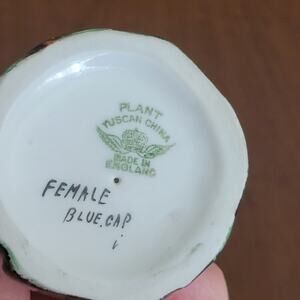 PLANT
TUSCAN CHINA
MADE IN
ENGLAND
FEMALE
BLUE.CAP